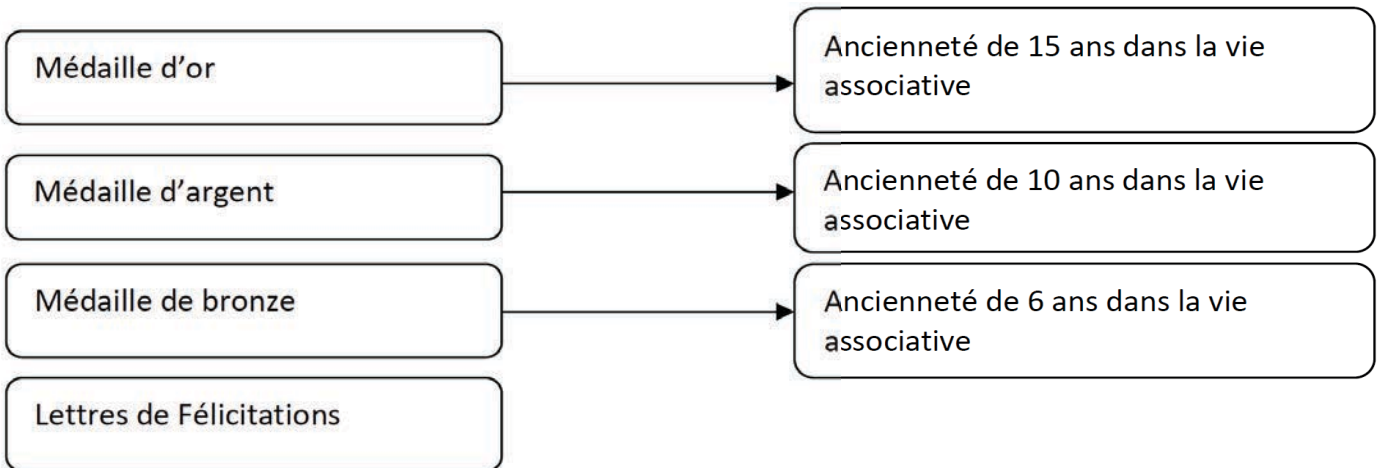 Médaille d’or
Ancienneté de 15 ans dans la vie
associative
Médaille d’argent
Ancienneté de 10 ans dans la vie
associative
Médaille de bronze
Ancienneté de 6 ans dans la vie
associative
Lettres de Félicitations